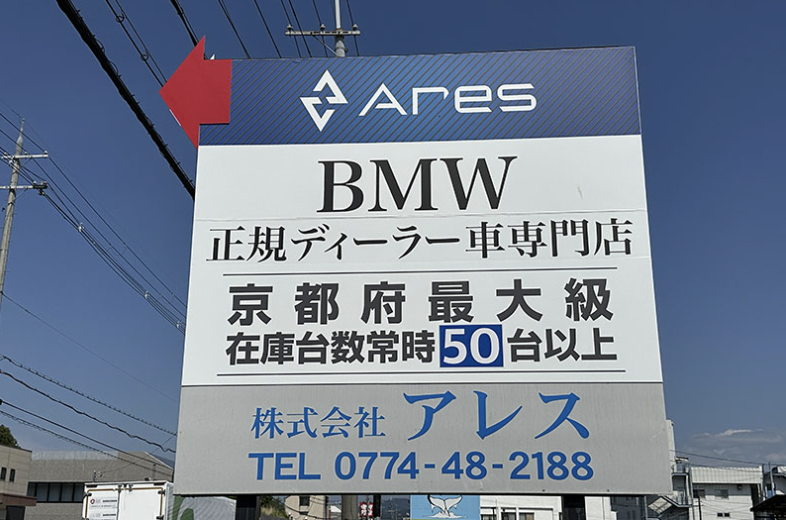 Ares
BMW
正規ディーラー車専門店
京都府最大級
在庫台数常時50台以上
株式会社 アレス
TEL 0774-48-2188